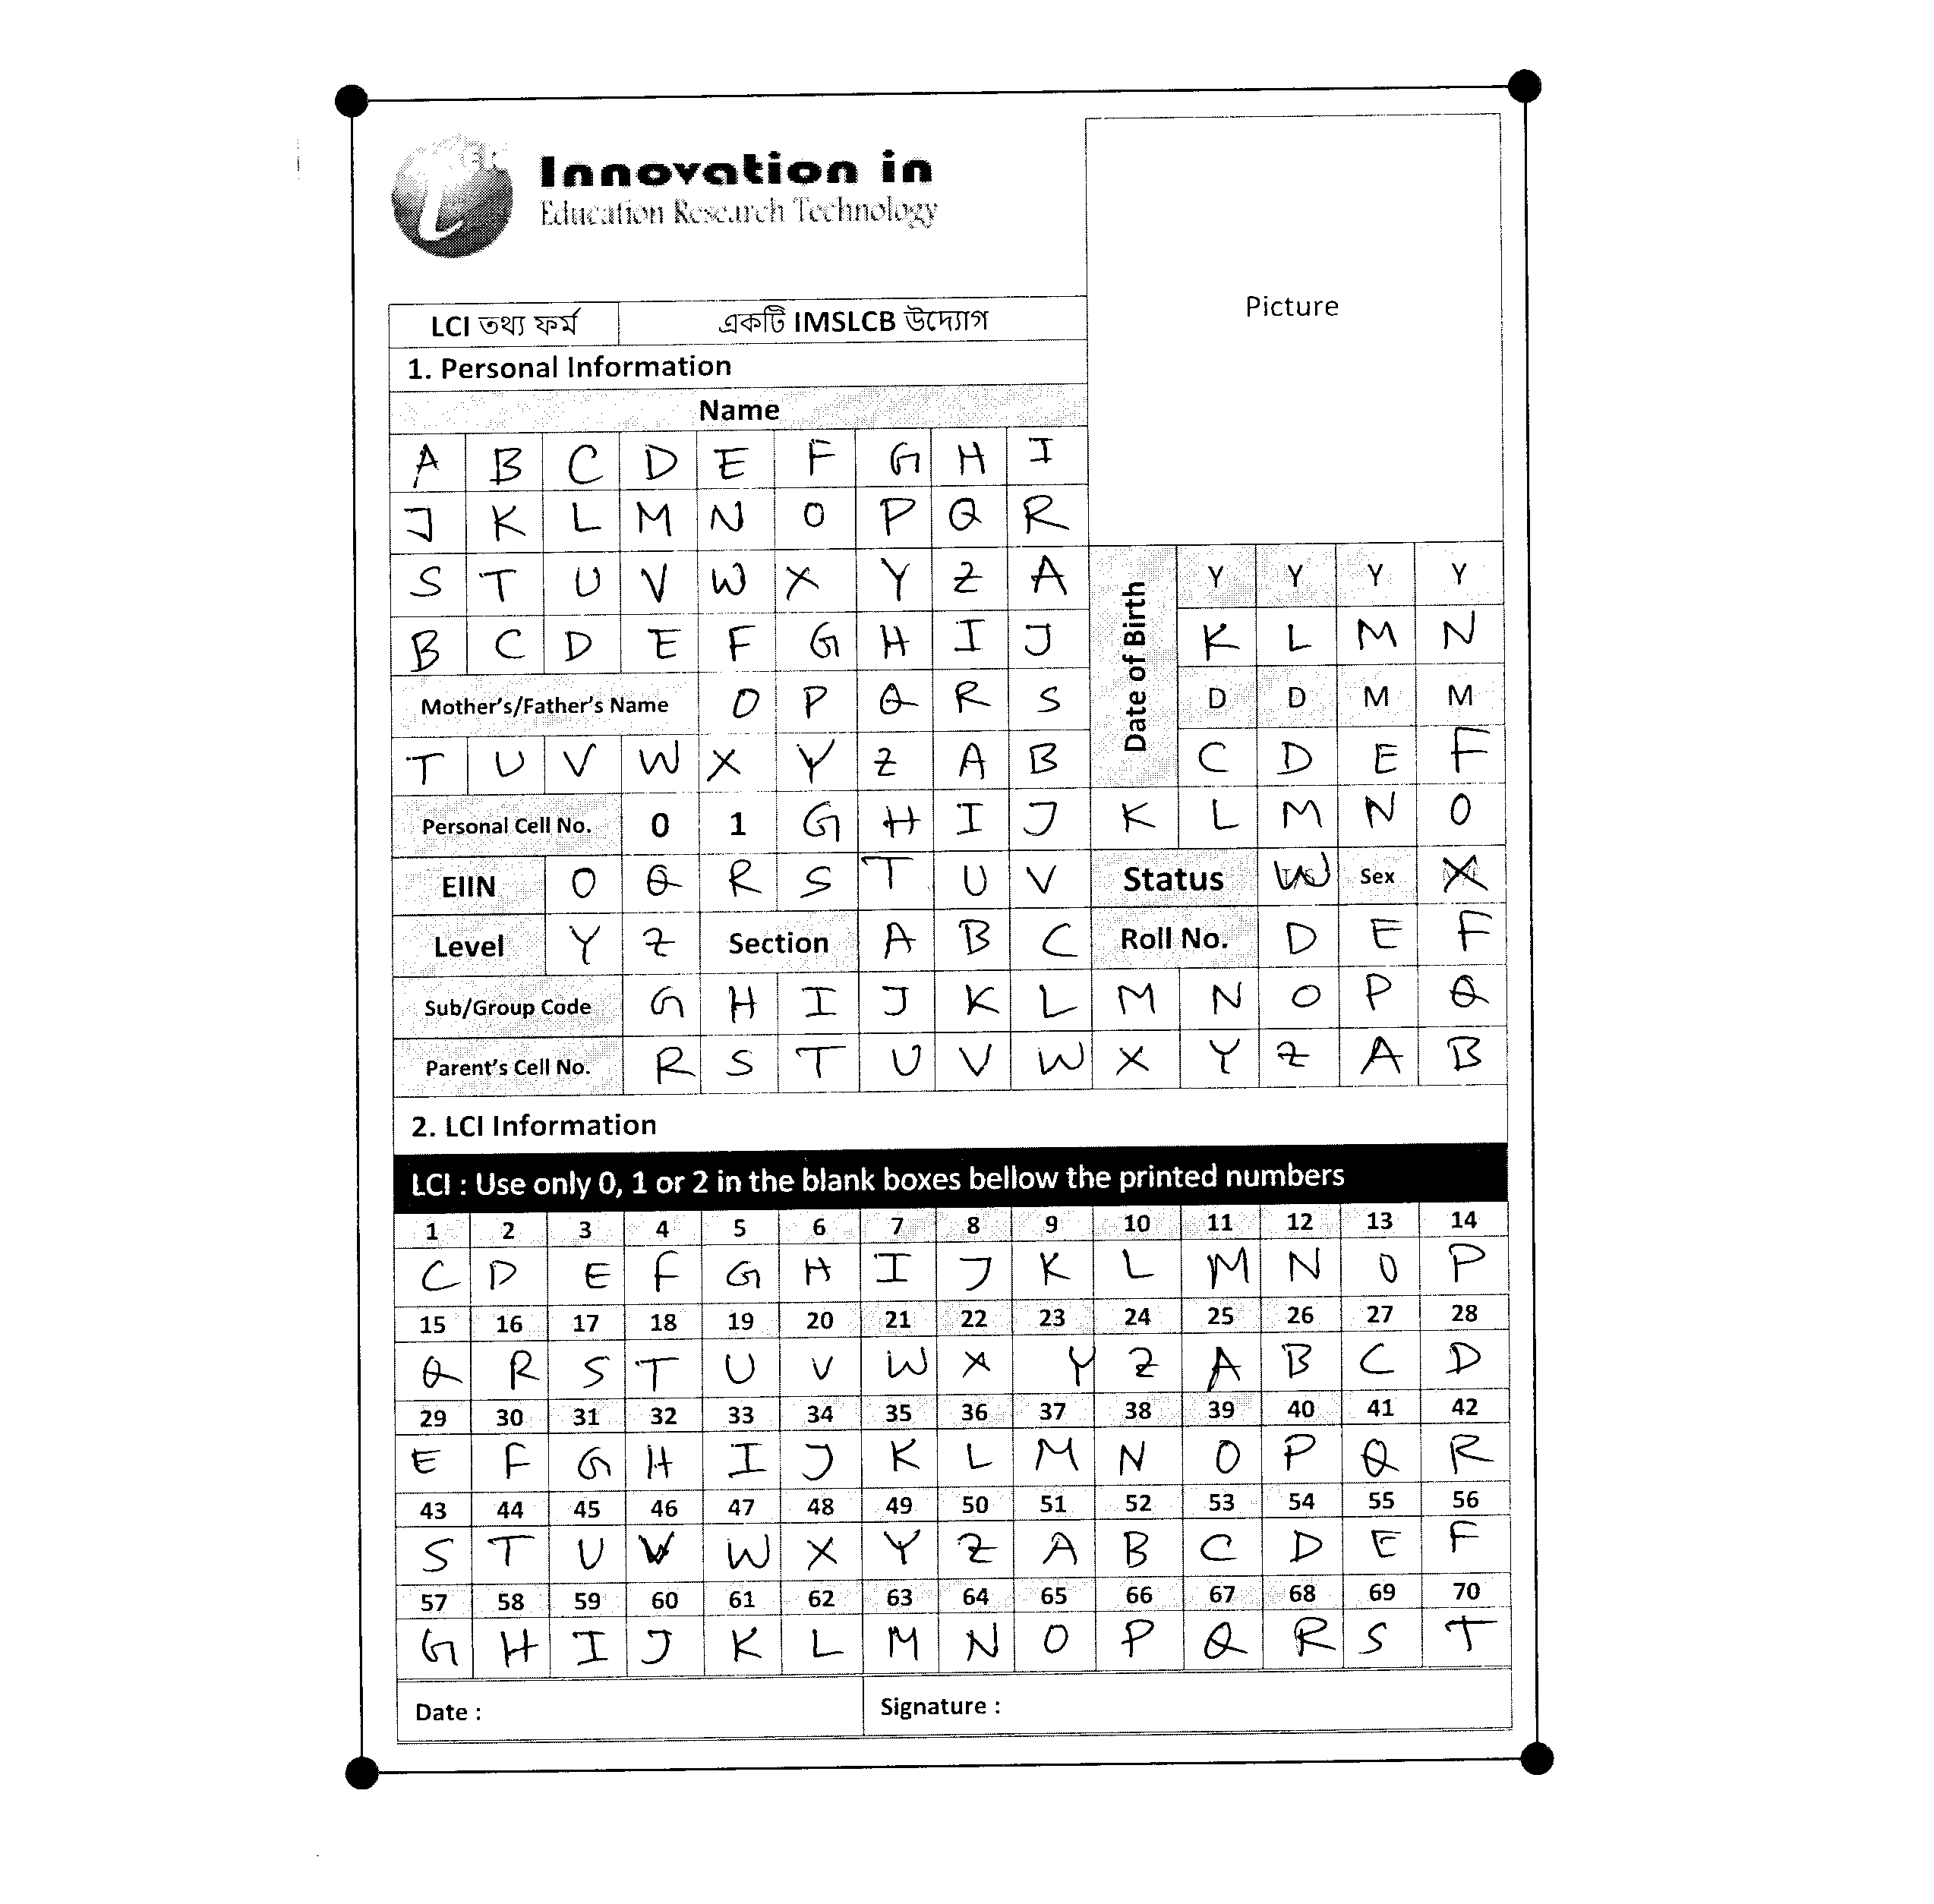 Innovation in
Education Research Technology
Picture
LCI তথ্য ফর্ম একটি IMSLCB উদ্যোগ
1. Personal Information
Name
A B C D E F G H I
J K L M N O P Q R
S T U V W X Y Z A
Date of Birth Y Y Y Y
B C D E F G H I J K L M N
Mother's/Father's Name O P Q R S D D M M
T U V W X Y Z A B C D E F
Personal Cell No. 0 1 G H I J K L M N O
EIIN O Q R S T U V Status W Sex X
Level Y Z Section A B C Roll No. D E F
Sub/Group Code G H I J K L M N O P Q
Parent's Cell No. R S T U V W X Y Z A B
2. LCI Information
LCI : Use only 0, 1 or 2 in the blank boxes bellow the printed numbers
1 2 3 4 5 6 7 8 9 10 11 12 13 14
C D E F G H I J K L M N O P
15 16 17 18 19 20 21 22 23 24 25 26 27 28
Q R S T U V W X Y Z A B C D
29 30 31 32 33 34 35 36 37 38 39 40 41 42
E F G H I J K L M N O P Q R
43 44 45 46 47 48 49 50 51 52 53 54 55 56
S T U V W X Y Z A B C D E F
57 58 59 60 61 62 63 64 65 66 67 68 69 70
G H I J K L M N O P Q R S T
Date : Signature :